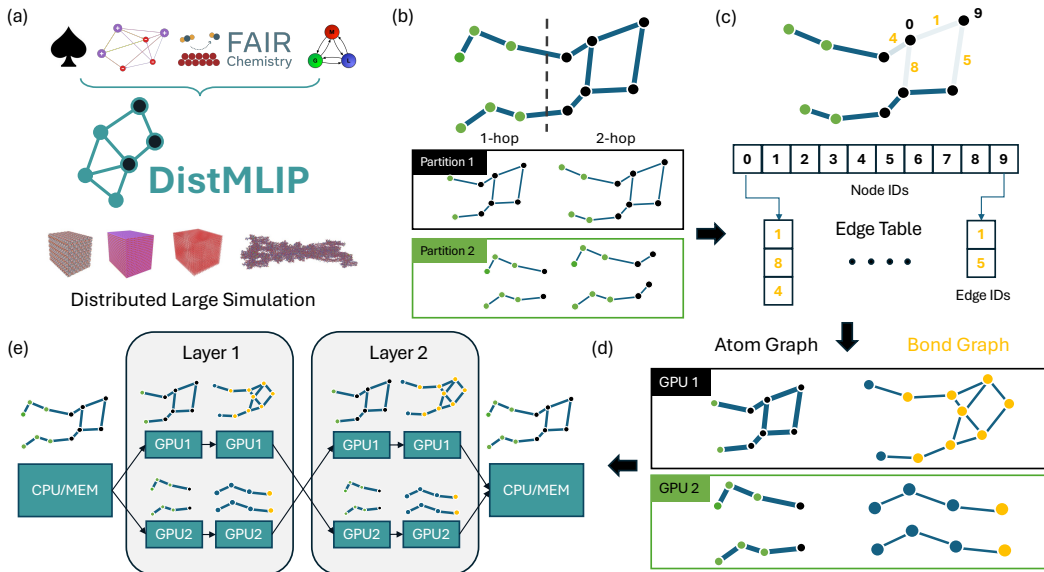 (a)
M
G
L
FAIR
Chemistry
DistMLIP
Distributed Large Simulation
(b)
1-hop
2-hop
Partition 1
Partition 2
(c)
0
1
9
4
8
5
0 1 2 3 4 5 6 7 8 9
Node IDs
1
8
4
Edge Table
1
5
Edge IDs
(d)
Atom Graph
Bond Graph
GPU 1
GPU 2
(e)
Layer 1
Layer 2
GPU1
GPU1
GPU1
GPU1
CPU/MEM
CPU/MEM
GPU2
GPU2
GPU2
GPU2